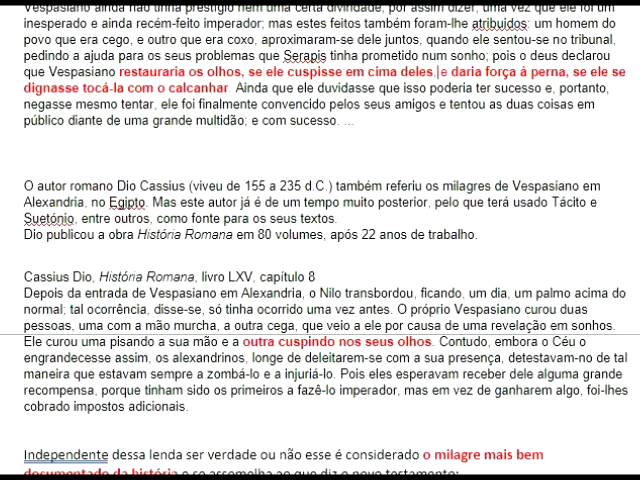 Vespasiano ainda não tinha prestígio nem uma certa divindade, por assim dizer, uma vez que ele foi um
inesperado e ainda recém-feito imperador; mas estes feitos também foram-lhe atribuidos: um homem do
povo que era cego, e outro que era coxo, aproximaram-se dele juntos, quando ele sentou-se no tribunal,
pedindo a ajuda para os seus problemas que Serapis tinha prometido num sonho; pois o deus declarou
que Vespasiano restauraria os olhos, se ele cuspisse em cima deles, e daria força à perna, se ele se
dignasse tocá-la com o calcanhar Ainda que ele duvidasse que isso poderia ter sucesso e, portanto,
negasse mesmo tentar, ele foi finalmente convencido pelos seus amigos e tentou as duas coisas em
público diante de uma grande multidão; e com sucesso. ...
O autor romano Dio Cassius (viveu de 155 a 235 d.C.) também referiu os milagres de Vespasiano em
Alexandria, no Egipto. Mas este autor já é de um tempo muito posterior, pelo que terá usado Tácito e
Suetónio, entre outros, como fonte para os seus textos.
Dio publicou a obra História Romana em 80 volumes, após 22 anos de trabalho.
Cassius Dio, História Romana, livro LXV, capítulo 8
Depois da entrada de Vespasiano em Alexandria, o Nilo transbordou, ficando, um dia, um palmo acima do
normal; tal ocorrência, disse-se, só tinha ocorrido uma vez antes. O próprio Vespasiano curou duas
pessoas, uma com a mão murcha, a outra cega, que veio a ele por causa de uma revelação em sonhos.
Ele curou uma pisando a sua mão e a outra cuspindo nos seus olhos. Contudo, embora o Céu o
engrandecesse assim, os alexandrinos, longe de deleitarem-se com a sua presença, detestavam-no de tal
maneira que estavam sempre a zombá-lo e a injuriá-lo. Pois eles esperavam receber dele alguma grande
recompensa, porque tinham sido os primeiros a fazê-lo imperador, mas em vez de ganharem algo, foi-lhes
cobrado impostos adicionais.
Independente dessa lenda ser verdade ou não esse é considerado o milagre mais bem
documentado da história e se assemelha ao que diz o novo testamento: